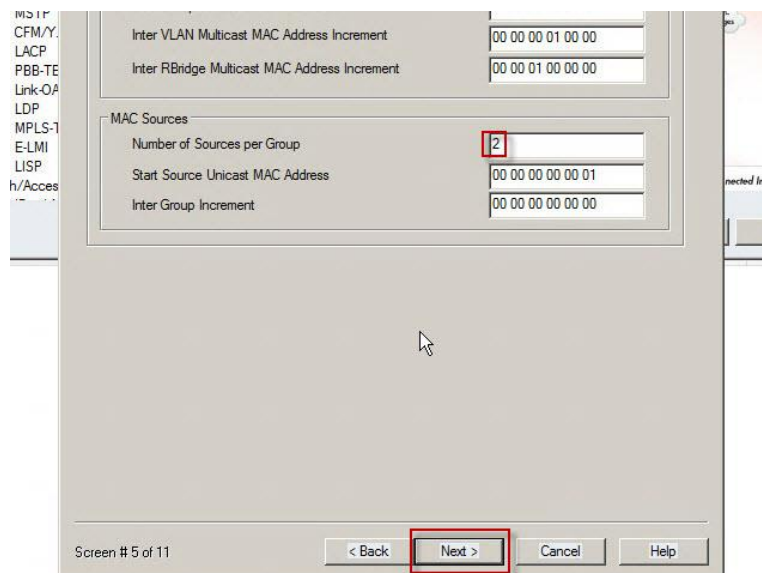 MSTP
CFM/Y.
LACP
PBB-TE
Link-OA
LDP
MPLS-T
E-LMI
LISP
h/Acces
Inter VLAN Multicast MAC Address Increment 00 00 00 01 00 00
Inter RBridge Multicast MAC Address Increment 00 00 01 00 00 00
MAC Sources
Number of Sources per Group 2
Start Source Unicast MAC Address 00 00 00 00 00 01
Inter Group Increment 00 00 00 00 00 00
nected In
Screen # 5 of 11 < Back Next > Cancel Help